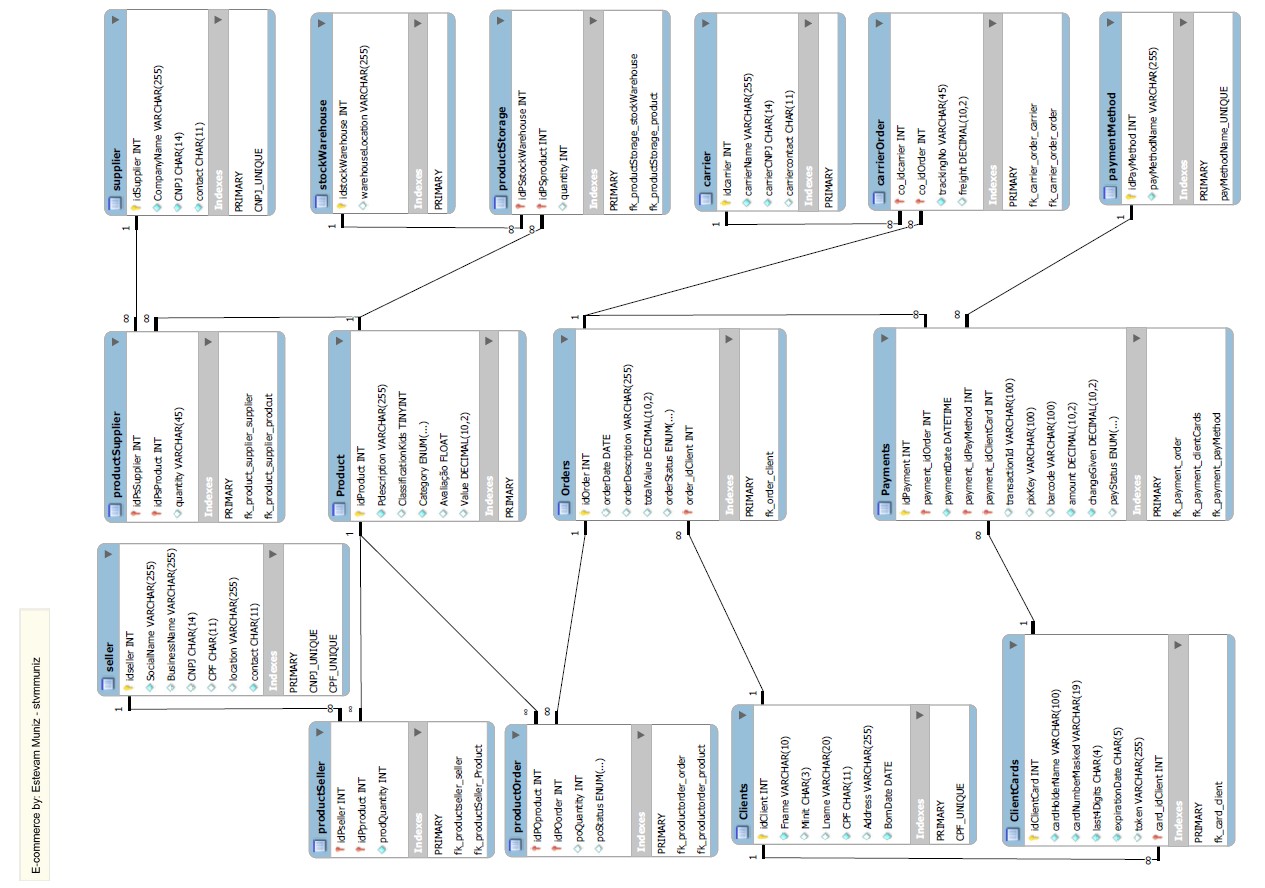 E-commerce by: Estevam Muniz - stvmmuniz
seller
idseller INT
SocialName VARCHAR(255)
BusinessName VARCHAR(255)
CNPJ CHAR(14)
CPF CHAR(11)
location VARCHAR(255)
contact CHAR(11)
Indexes
PRIMARY
CNPJ_UNIQUE
CPF_UNIQUE
productSupplier
idPsSupplier INT
idPsProduct INT
quantity VARCHAR(45)
Indexes
PRIMARY
fk_product_supplier_supplier
fk_product_supplier_prodcut
supplier
idSupplier INT
CompanyName VARCHAR(255)
CNPJ CHAR(14)
contact CHAR(11)
Indexes
PRIMARY
CNPJ_UNIQUE
productSeller
idPseller INT
idPproduct INT
prodQuantity INT
Indexes
PRIMARY
fk_productseller_seller
fk_productSeller_Product
Product
idProduct INT
Pdescription VARCHAR(255)
ClassificationKids TINYINT
Category ENUM(...)
Avaliação FLOAT
Value DECIMAL(10,2)
Indexes
PRIMARY
stockWarehouse
idstockWarehouse INT
warehouseLocation VARCHAR(255)
Indexes
PRIMARY
productStorage
idPSstockWarehouse INT
idPSproduct INT
quantity INT
Indexes
PRIMARY
fk_productStorage_stockWarehouse
fk_productStorage_product
productOrder
idPOproduct INT
idPOorder INT
poQuantity INT
poStatus ENUM(...)
Indexes
PRIMARY
fk_productorder_order
fk_productorder_product
Orders
idOrder INT
orderDate DATE
orderDescription VARCHAR(255)
totalValue DECIMAL(10,2)
orderStatus ENUM(...)
order_idClient INT
Indexes
PRIMARY
fk_order_client
carrier
idcarrier INT
carrierName VARCHAR(255)
carrierCNPJ CHAR(14)
carriercontact CHAR(11)
Indexes
PRIMARY
Clients
idClient INT
Fname VARCHAR(10)
Minit CHAR(3)
Lname VARCHAR(20)
CPF CHAR(11)
Address VARCHAR(255)
BornDate DATE
Indexes
PRIMARY
CPF_UNIQUE
Payments
idPayment INT
payment_idOrder INT
paymentDate DATETIME
payment_idPayMethod INT
payment_idClientCard INT
transactionId VARCHAR(100)
pixKey VARCHAR(100)
barcode VARCHAR(100)
amount DECIMAL(10,2)
changeGiven DECIMAL(10,2)
payStatus ENUM(...)
Indexes
PRIMARY
fk_payment_order
fk_payment_clientCards
fk_payment_payMethod
carrierOrder
co_idcarrier INT
co_idOrder INT
trackingNo VARCHAR(45)
freight DECIMAL(10,2)
Indexes
PRIMARY
fk_carrier_order_carrier
fk_carrier_order_order
ClientCards
idClientCard INT
cardHolderName VARCHAR(100)
cardNumberMasked VARCHAR(19)
last4Digits CHAR(4)
expirationDate CHAR(5)
token VARCHAR(255)
card_idClient INT
Indexes
PRIMARY
fk_card_client
paymentMethod
idPayMethod INT
payMethodName VARCHAR(255)
Indexes
PRIMARY
payMethodName_UNIQUE
1
∞
∞
1
∞
∞
1
1
1
∞
∞
∞
∞
1
1
1
∞
1
1
∞
∞
1
∞
∞
1
∞
∞
1